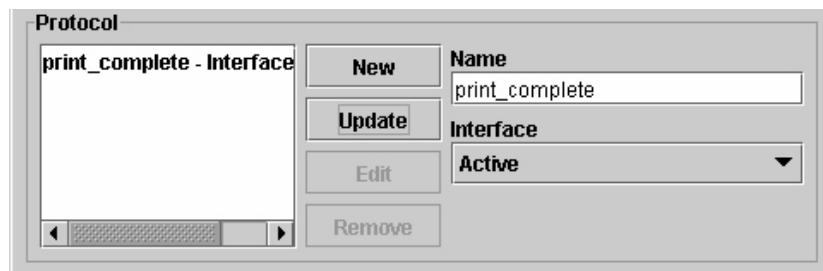 Protocol
print_complete - Interface
New
Update
Edit
Remove
Name
print_complete
Interface
Active